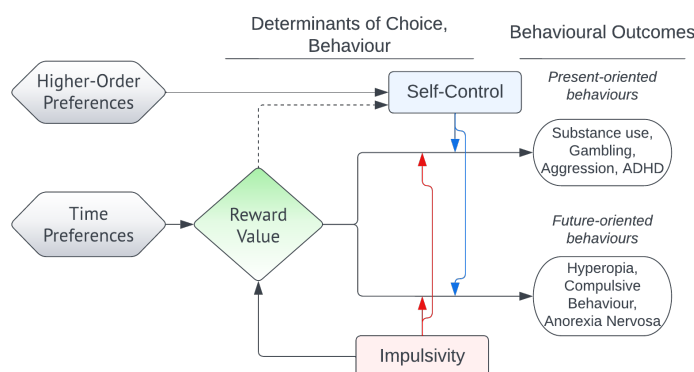 Determinants of Choice,
Behaviour
Behavioural Outcomes
Higher-Order
Preferences
Self-Control
Present-oriented
behaviours
Substance use,
Gambling,
Aggression, ADHD
Time
Preferences
Reward
Value
Future-oriented
behaviours
Hyperopia,
Compulsive
Behaviour,
Anorexia Nervosa
Impulsivity